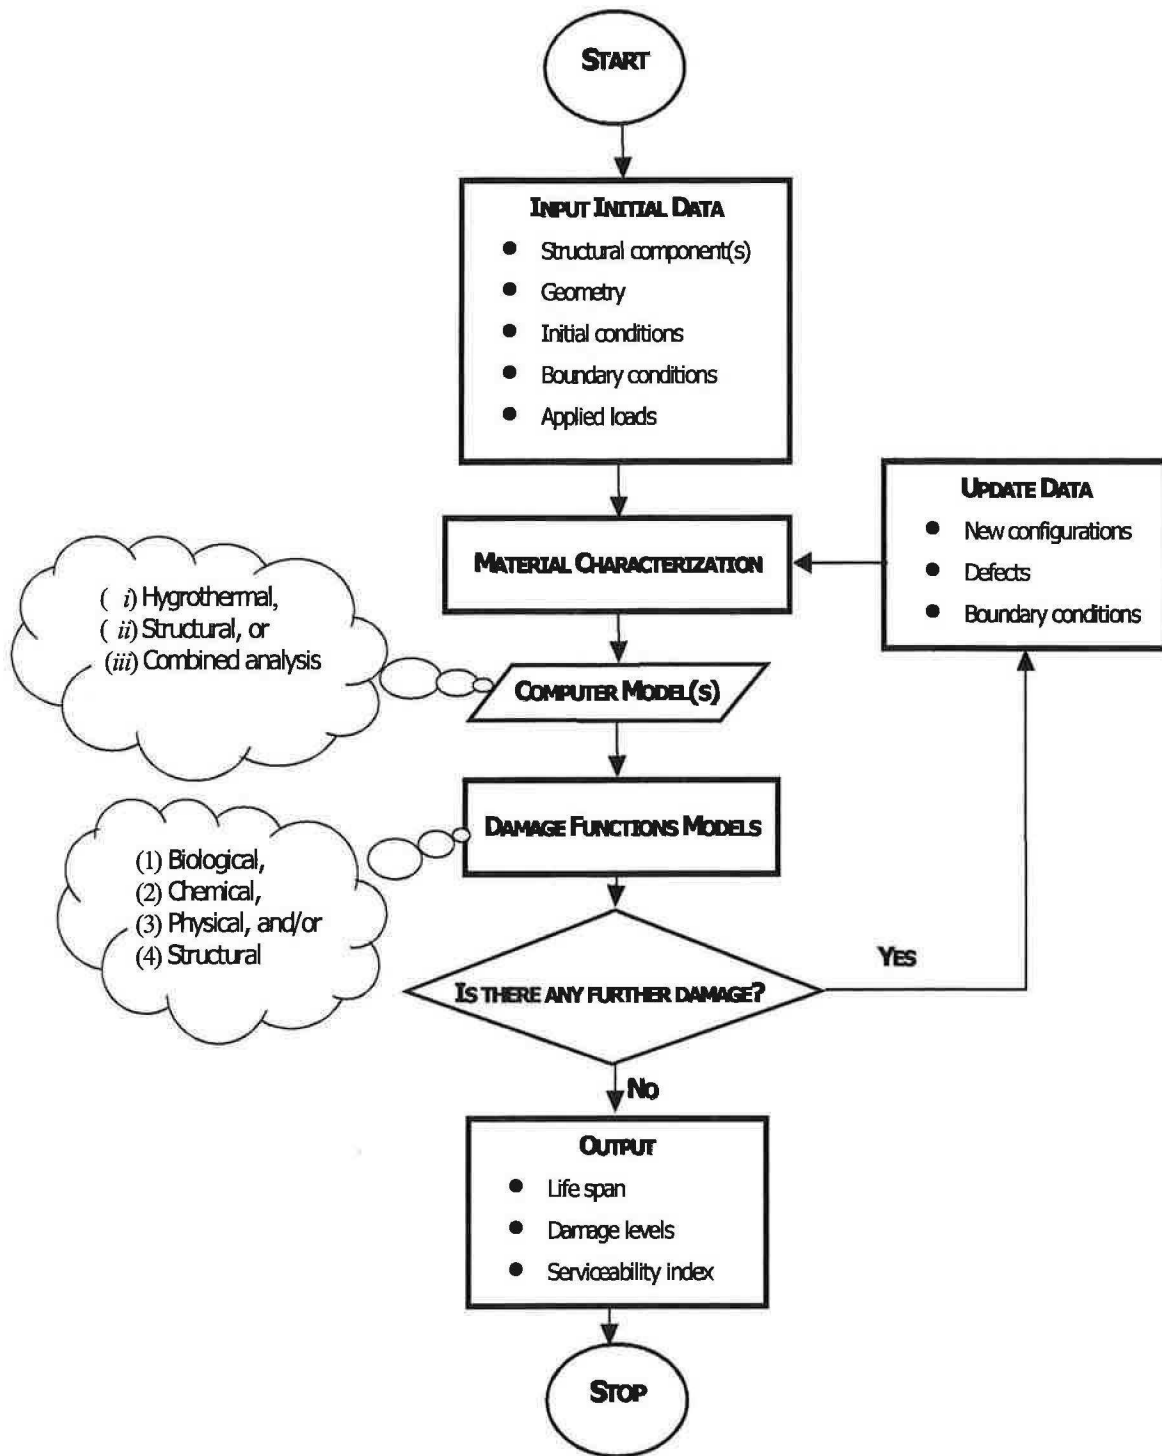 START
INPUT INITIAL DATA
● Structural component(s)
● Geometry
● Initial conditions
● Boundary conditions
● Applied loads
UPDATE DATA
● New configurations
● Defects
● Boundary conditions
MATERIAL CHARACTERIZATION
( i) Hygrothermal,
( ii) Structural, or
(iii) Combined analysis
COMPUTER MODEL(S)
DAMAGE FUNCTIONS MODELS
(1) Biological,
(2) Chemical,
(3) Physical, and/or
(4) Structural
IS THERE ANY FURTHER DAMAGE?
YES
NO
OUTPUT
● Life span
● Damage levels
● Serviceability index
STOP